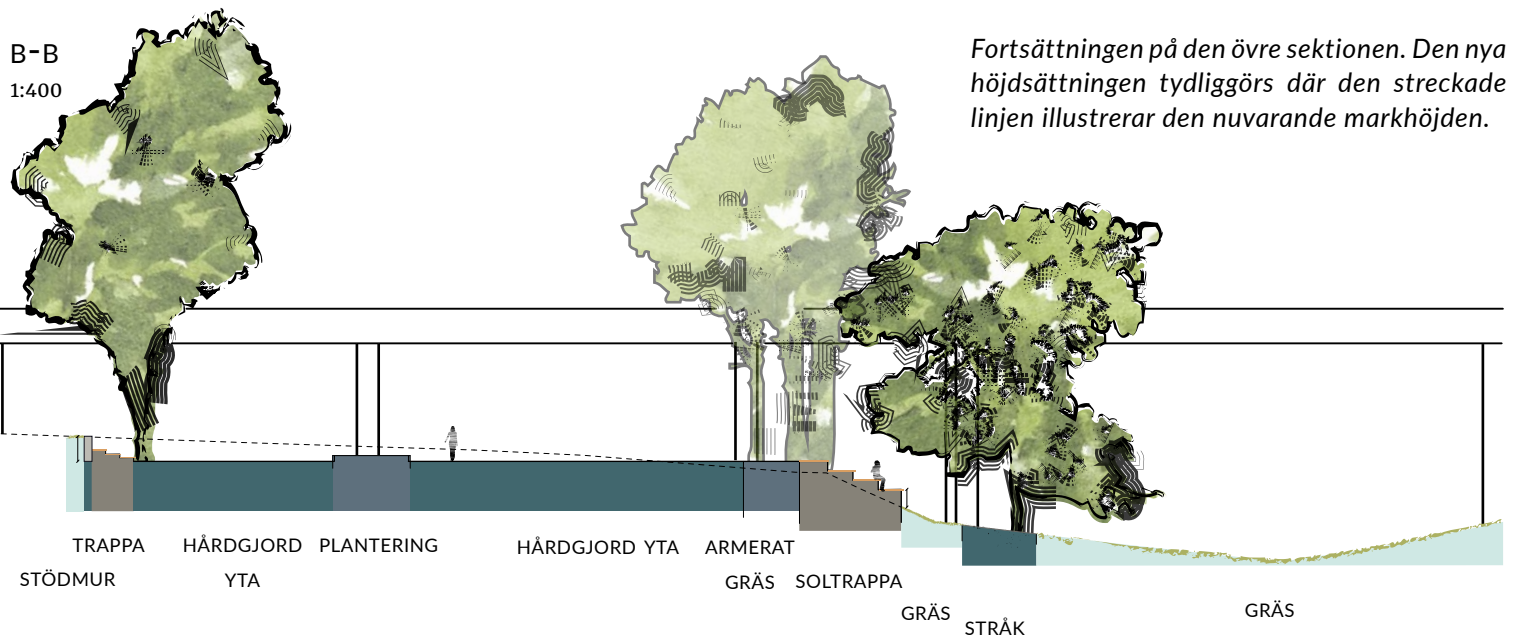 B-B
1:400
Fortsättningen på den övre sektionen. Den nya
höjdsättningen tydliggörs där den streckade
linjen illustrerar den nuvarande markhöjden.
TRAPPA
STÖDMUR
HÅRDGJORD
YTA
PLANTERING
HÅRDGJORD YTA
ARMERAT
GRÄS
SOLTRAPPA
GRÄS
STRÅK
GRÄS